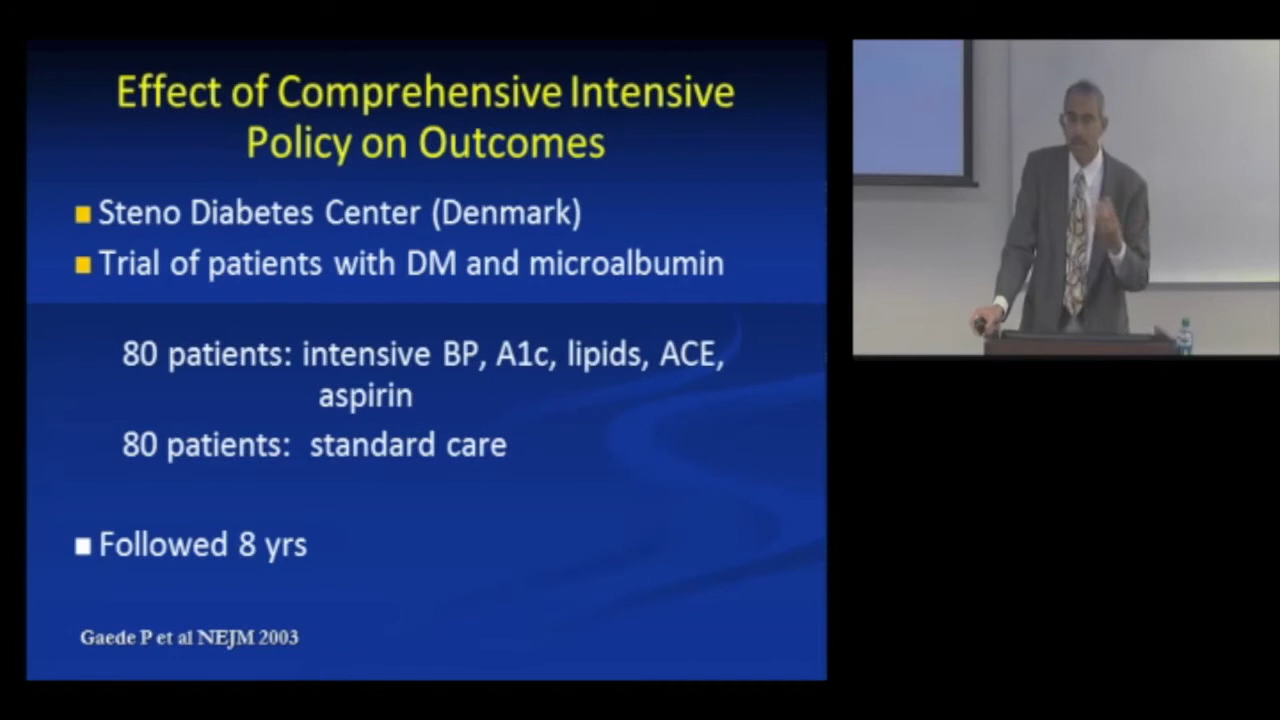 Effect of Comprehensive Intensive
Policy on Outcomes
Steno Diabetes Center (Denmark)
Trial of patients with DM and microalbumin
80 patients: intensive BP, A1c, lipids, ACE,
aspirin
80 patients: standard care
Followed 8 yrs
Gaede P et al NEJM 2003